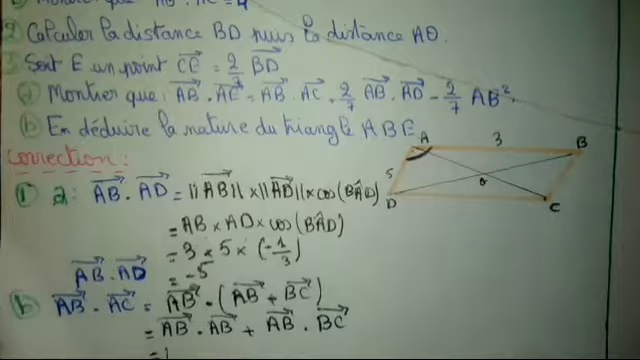 ② Calculer la distance BD puis la distance AO.
③ Soit E un point CE = 2/7 BD
ⓐ Montrer que : AB . AE = AB . AC + 2/7 AB . AD - 2/7 AB².
ⓑ En déduire la nature du triangle ABE
correction :
① a : AB . AD = ||AB|| × ||AD|| × cos(BÂD)
= AB × AD × cos(BÂD)
= 3 × 5 × (-1/3)
AB . AD = -5
ⓑ AB . AC = AB . (AB + BC)
= AB . AB + AB . BC
A 3 B
5
O
D C